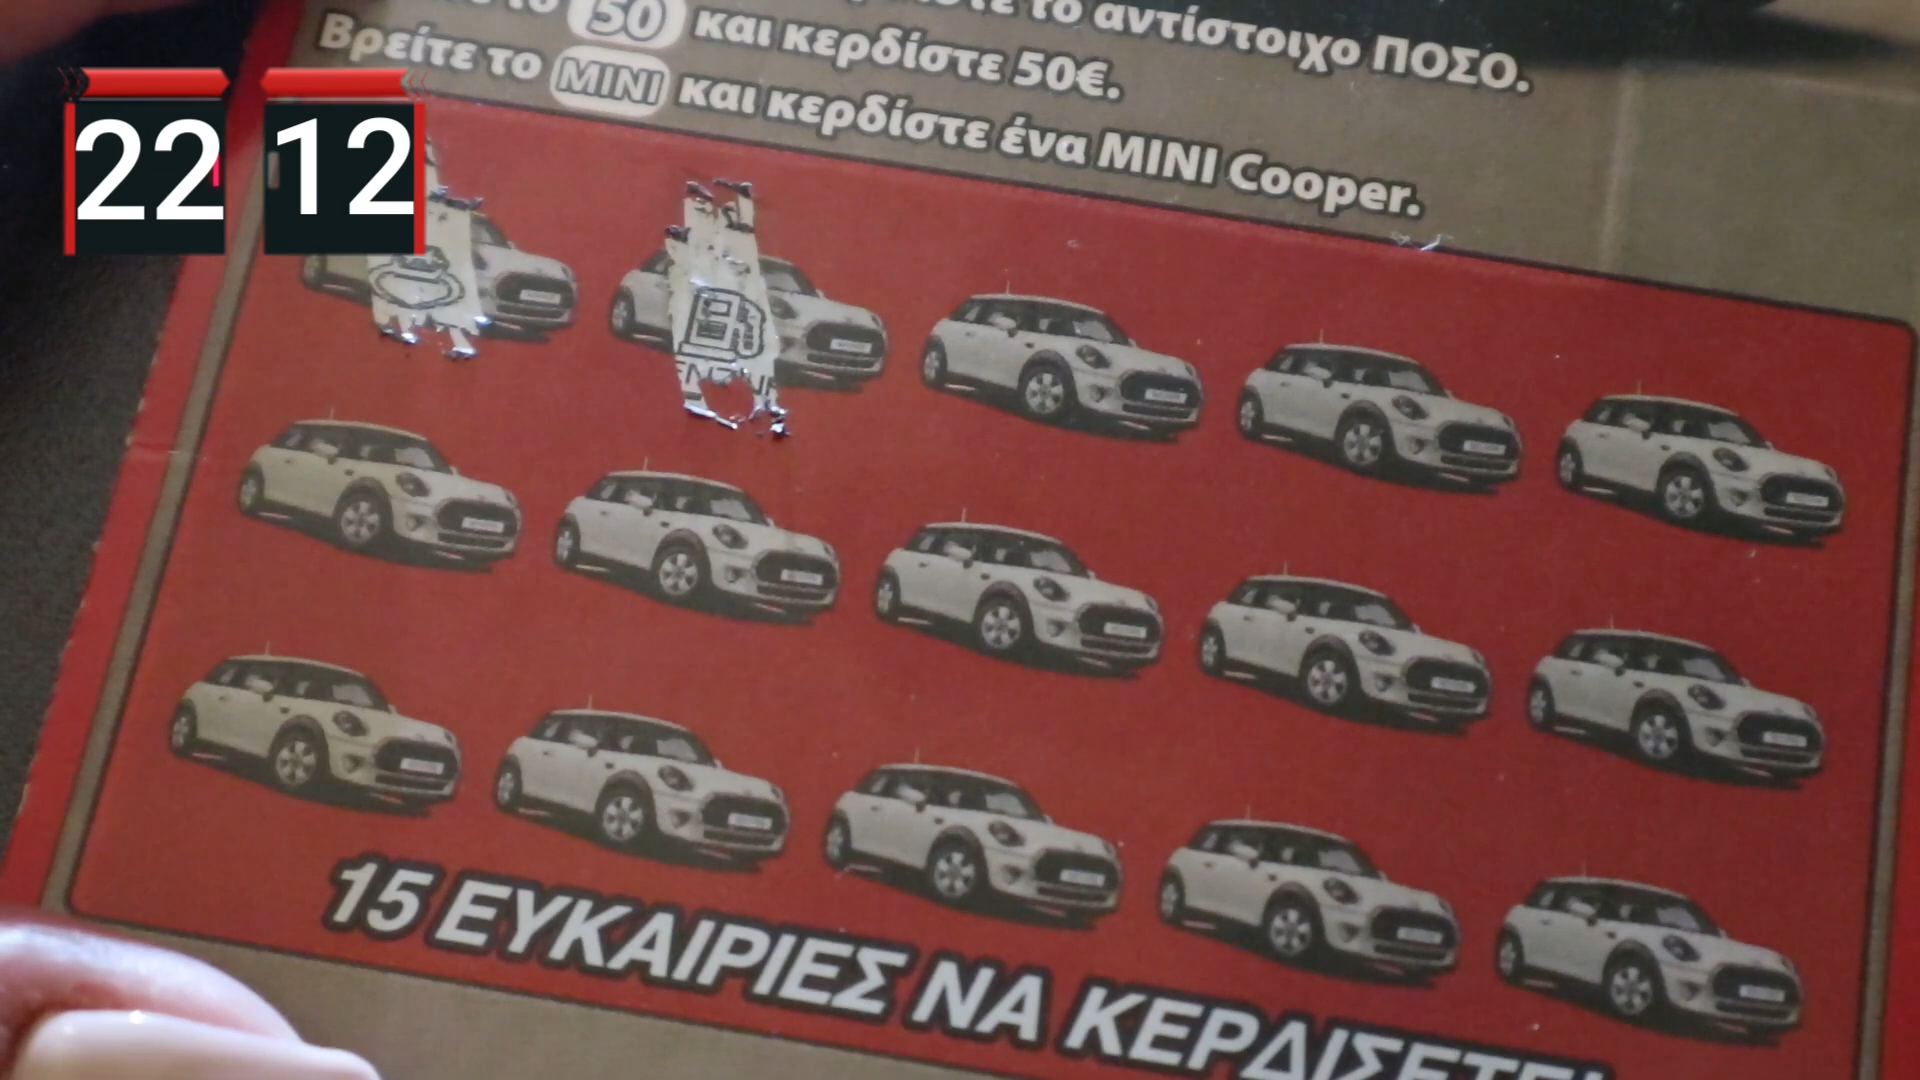 το 50 και κερδίστε 50€.
το αντίστοιχο ΠΟΣΟ.
Βρείτε το MINI και κερδίστε ένα MINI Cooper.
22 12
15 ΕΥΚΑΙΡΙΕΣ ΝΑ ΚΕΡΔΙΣΕΤΕ!